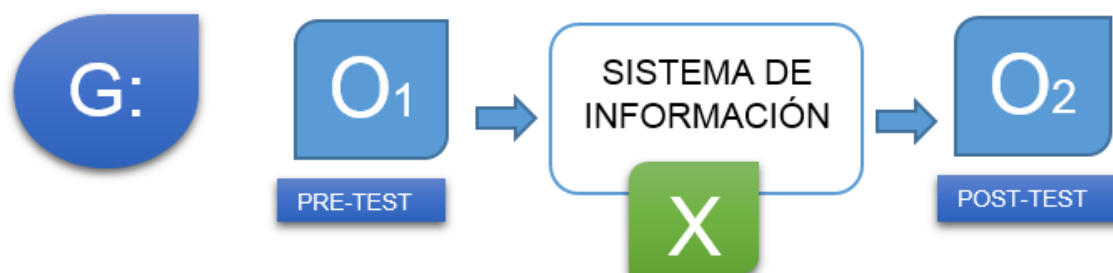 G:
O1
SISTEMA DE
INFORMACIÓN
O2
PRE-TEST
X
POST-TEST